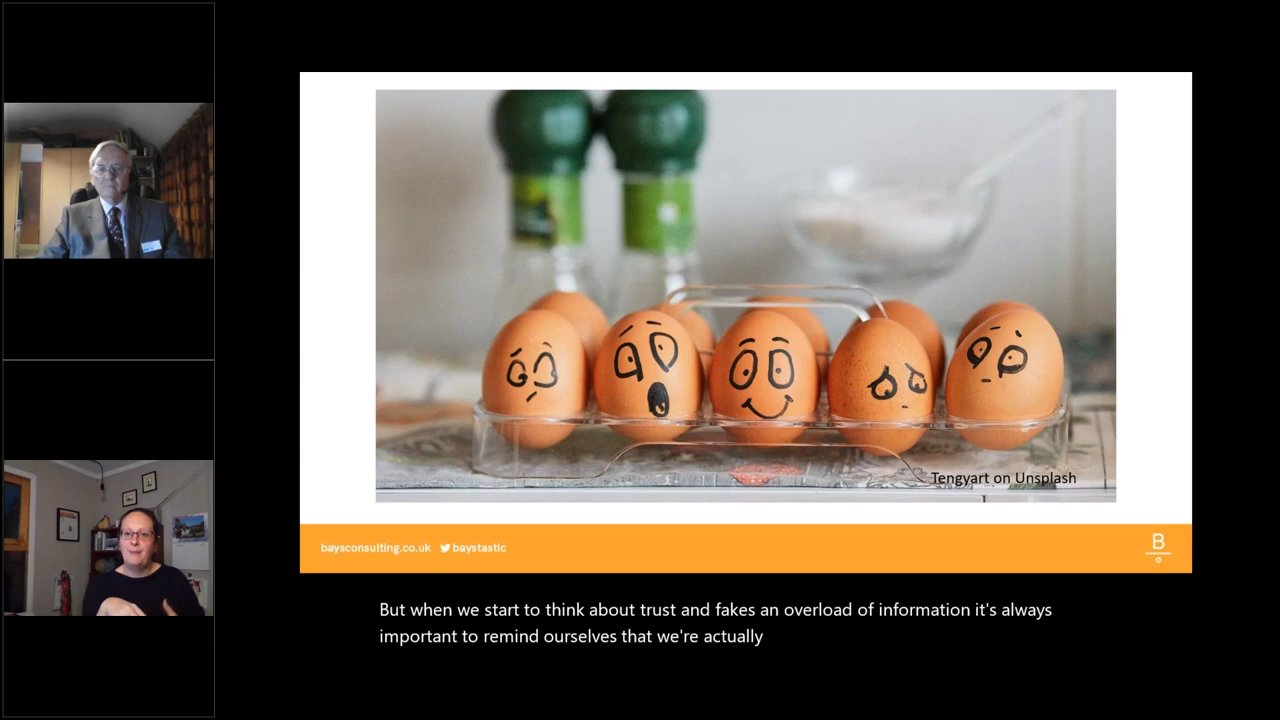 Tengyart on Unsplash
baysconsulting.co.uk baystastic
B
But when we start to think about trust and fakes an overload of information it's always
important to remind ourselves that we're actually